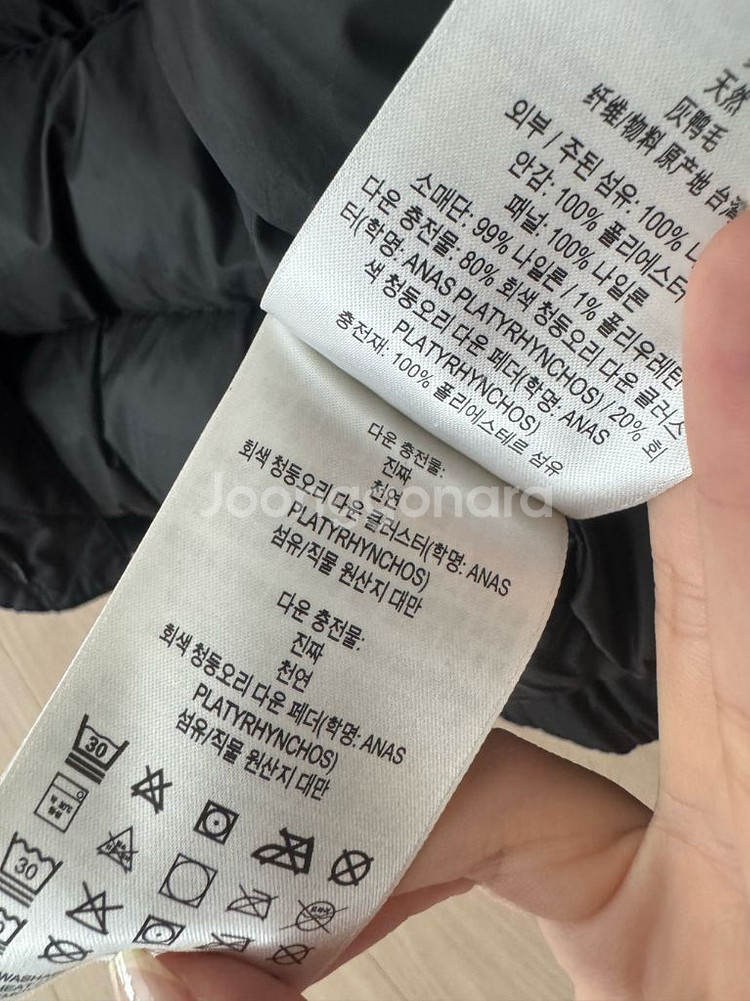 天然
灰鸭毛
纤维/物料 原产地 台湾
외부 / 주된 섬유: 100%
안감: 100% 폴리에스터
패널: 100% 나일론
소매단: 99% 나일론 / 1% 폴리우레탄
다운 충전물: 80% 회색 청둥오리 다운 클러스
터(학명: ANAS PLATYRHYNCHOS) / 20% 회
색 청둥오리 다운 페더(학명: ANAS
PLATYRHYNCHOS)
충전재: 100% 폴리에스테르 섬유
다운 충전물:
진짜
천연
회색 청둥오리 다운 클러스터(학명: ANAS
PLATYRHYNCHOS)
섬유/직물 원산지 대만
다운 충전물:
진짜
천연
회색 청둥오리 다운 페더(학명: ANAS
PLATYRHYNCHOS)
섬유/직물 원산지 대만
30
30
Joonggonara